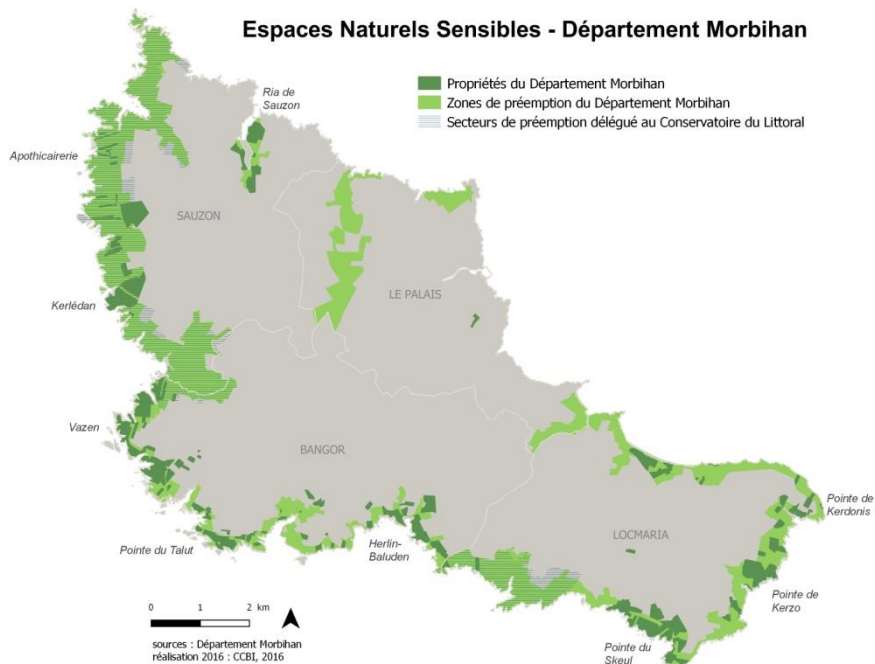 Espaces Naturels Sensibles - Département Morbihan
Propriétés du Département Morbihan
Zones de préemption du Département Morbihan
Secteurs de préemption délégué au Conservatoire du Littoral
Ria de
Sauzon
Apothicairerie
SAUZON
Kerlédan
LE PALAIS
Vazen
BANGOR
Pointe de
Kerdonis
LOCMARIA
Pointe du Talut
Herlin-
Baluden
Pointe de
Kerzo
Pointe du
Skeul
0 1 2 km
sources : Département Morbihan
réalisation 2016 : CCBI, 2016